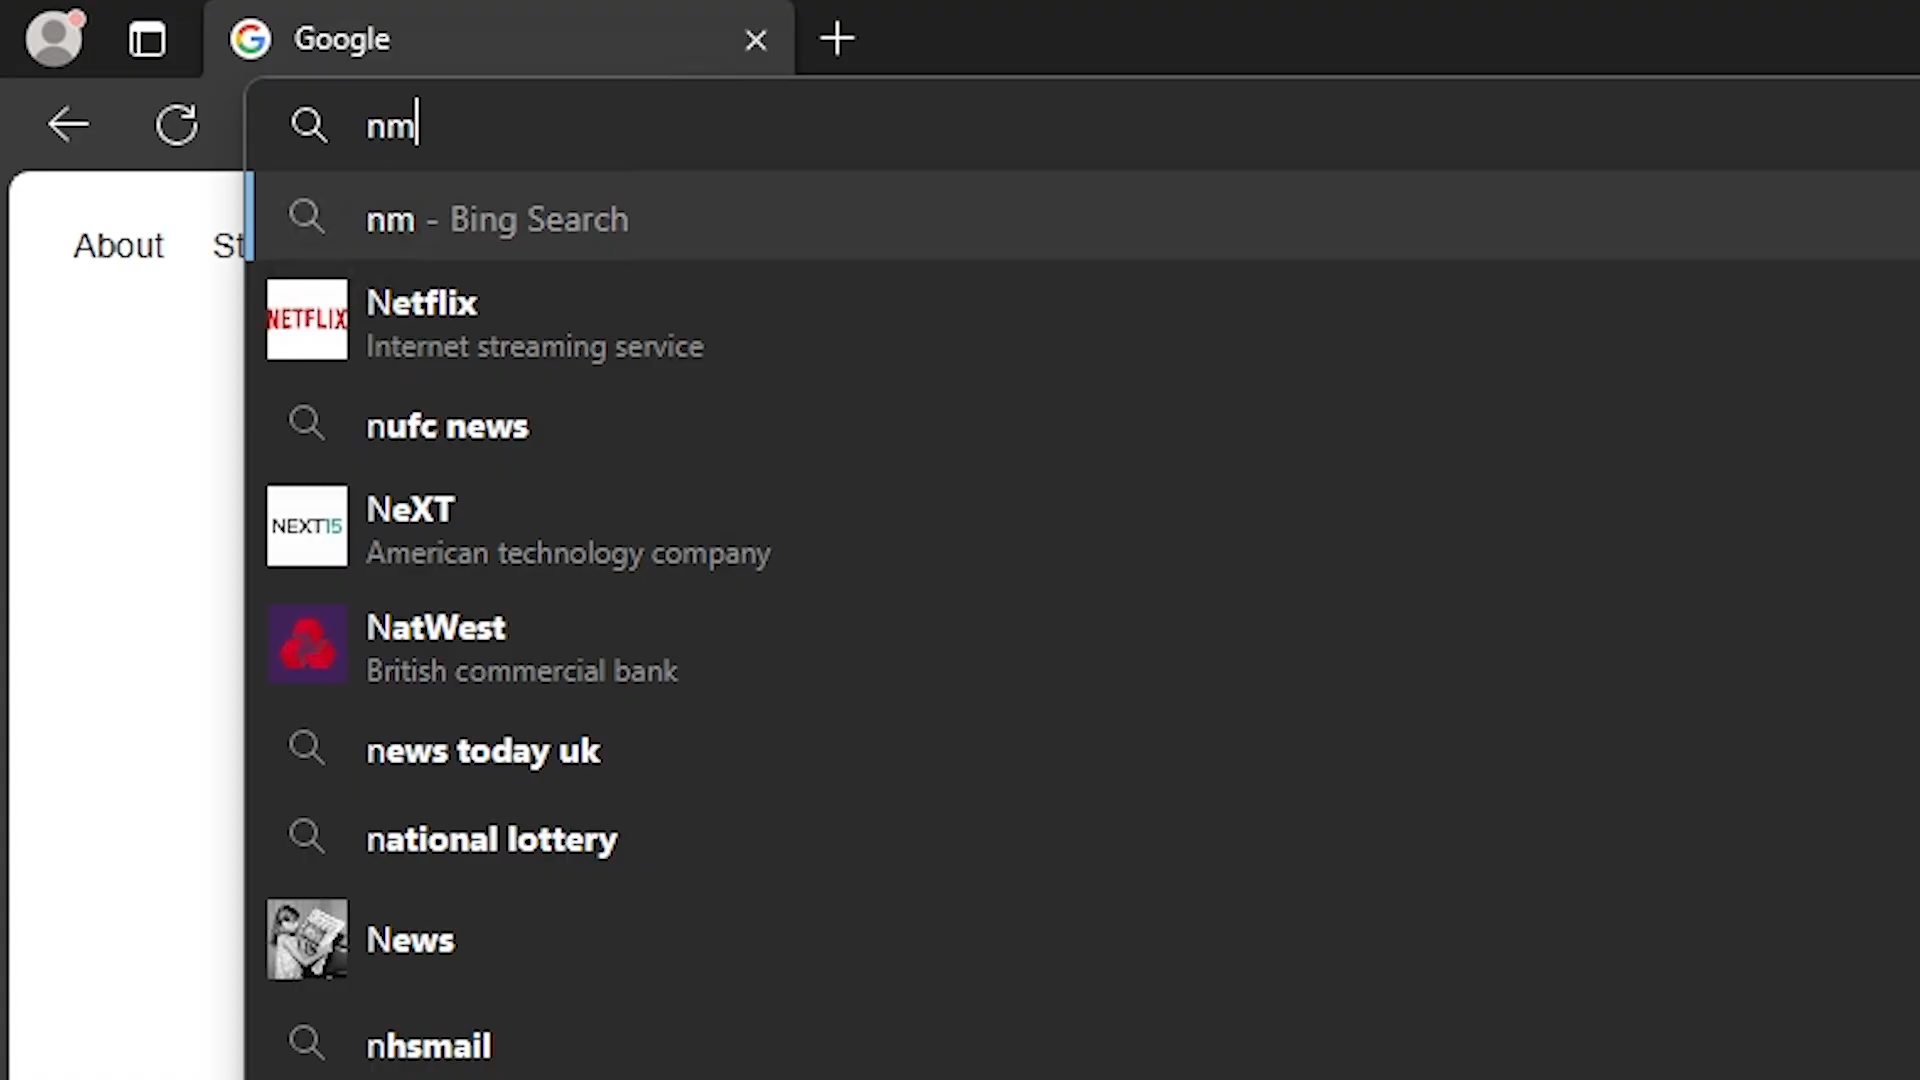 Google
nm
nm - Bing Search
About St
NETFLIX
Netflix
Internet streaming service
nufc news
NEXT15
NeXT
American technology company
NatWest
British commercial bank
news today uk
national lottery
News
nhsmail